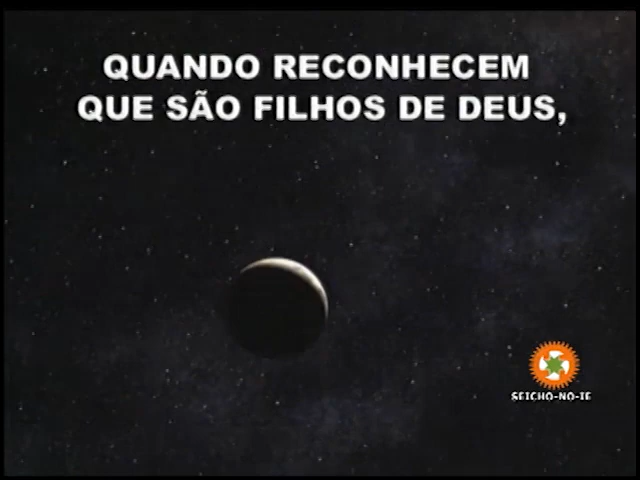 QUANDO RECONHECEM
QUE SÃO FILHOS DE DEUS,
SEICHO-NO-IE